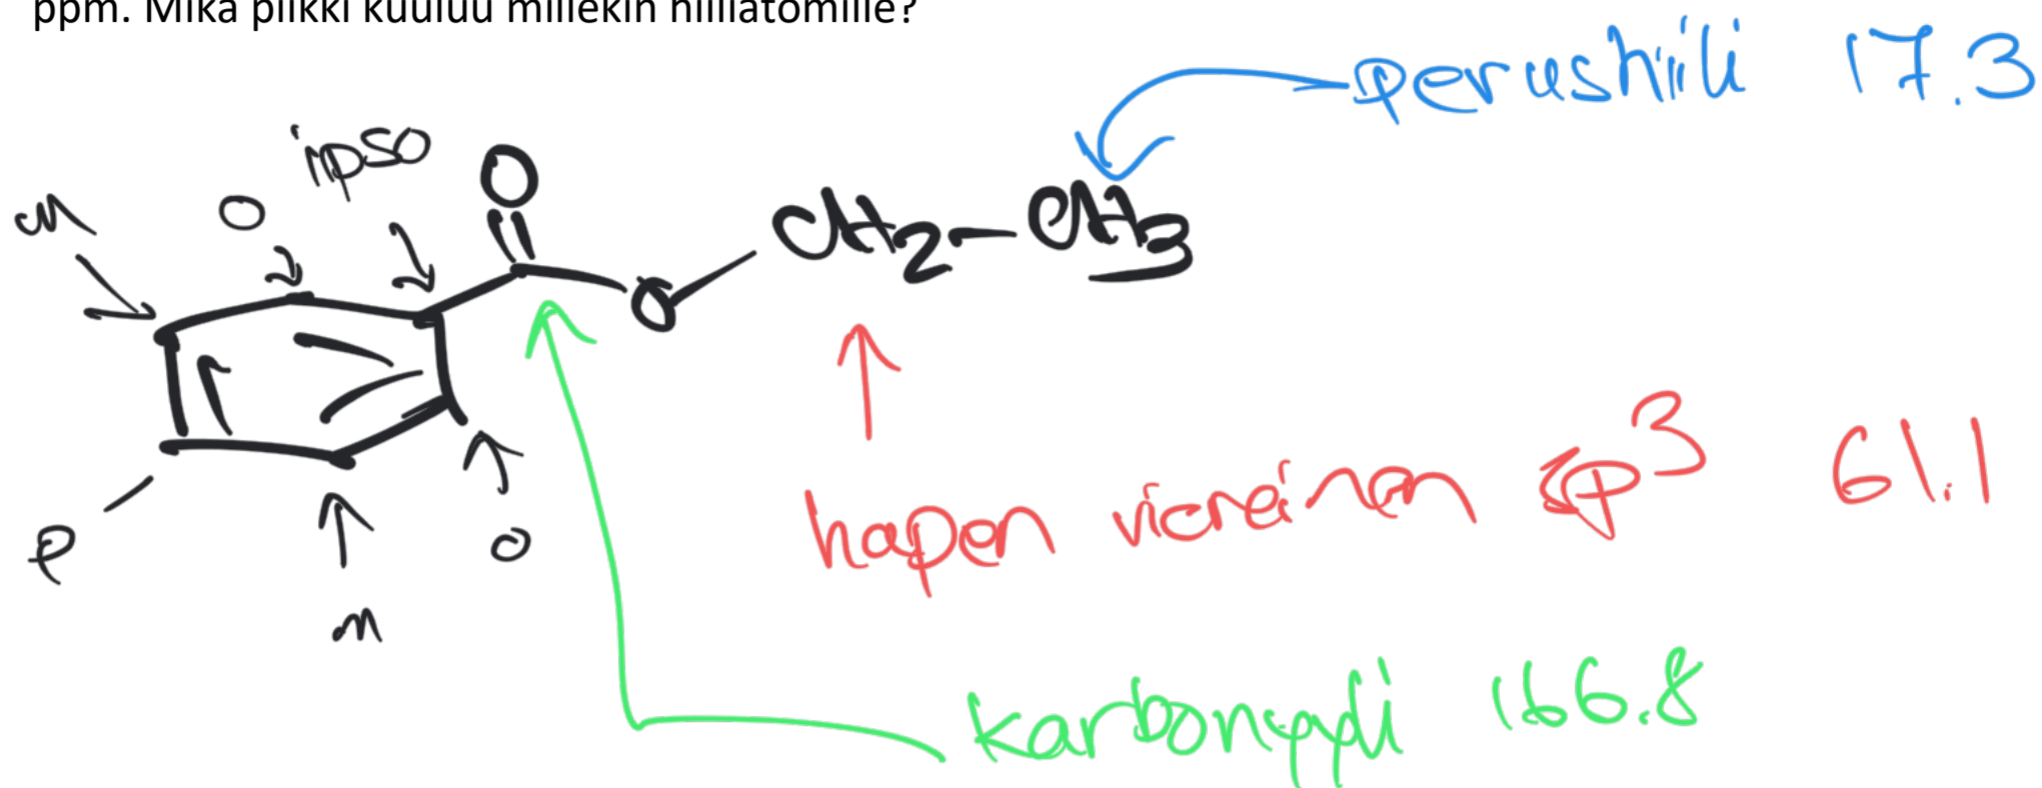 ppm. Mikä piikki kuuluu millekin hiiliatomille?
perushiili 17.3
ipso
O
M
o
O
CH2-CH3
O
hapen viereinen sp3 61.1
p
o
m
karbonyyli 166.8